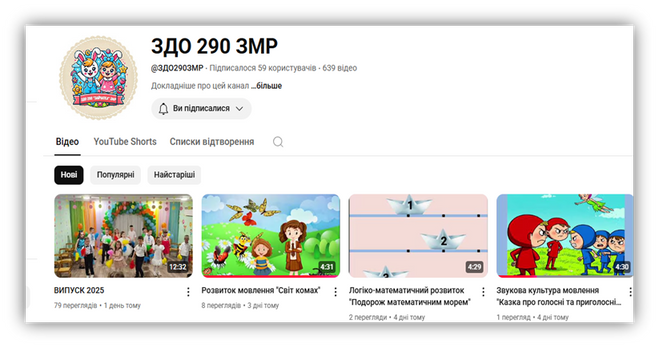 ЗДО 290 ЗМР
@ЗДО290ЗМР · Підписалося 59 користувачів · 639 відео
Докладніше про цей канал ...більше
Ви підписалися
Відео YouTube Shorts Списки відтворення
Нові Популярні Найстаріші
1
2
3
12:32 4:31 4:29 4:30
ВИПУСК 2025
79 переглядів · 1 день тому
Розвиток мовлення "Світ комах"
8 переглядів · 3 дні тому
Логіко-математичний розвиток
"Подорож математичним морем"
2 перегляди · 4 дні тому
Звукова культура мовлення
"Казка про голосні та приголосні...
1 перегляд · 4 дні тому